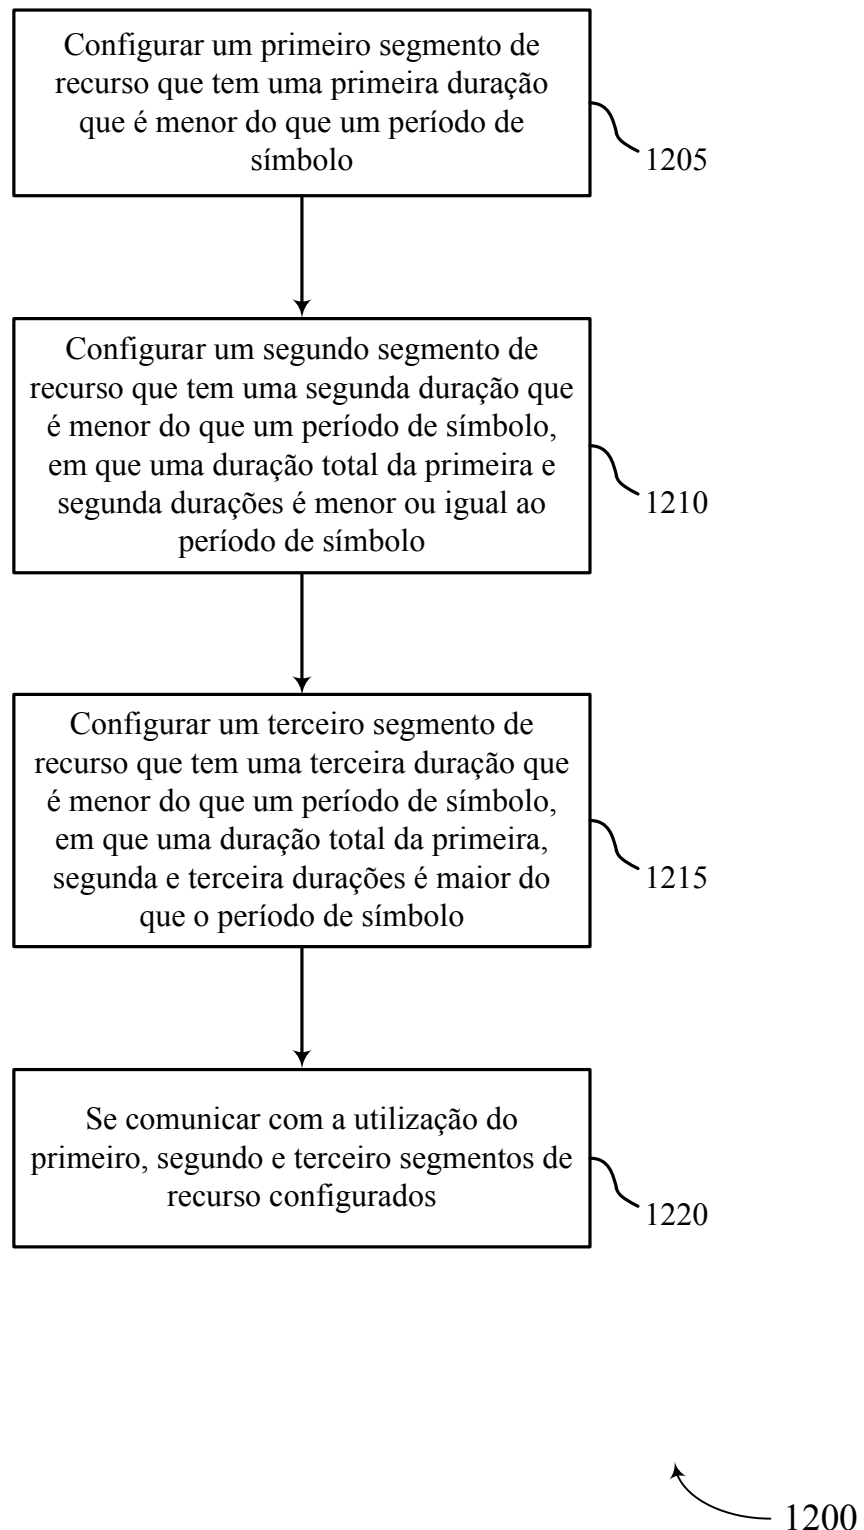 Configurar um primeiro segmento de
recurso que tem uma primeira duração
que é menor do que um período de
símbolo
1205
Configurar um segundo segmento de
recurso que tem uma segunda duração que
é menor do que um período de símbolo,
em que uma duração total da primeira e
segunda durações é menor ou igual ao
período de símbolo
1210
Configurar um terceiro segmento de
recurso que tem uma terceira duração que
é menor do que um período de símbolo,
em que uma duração total da primeira,
segunda e terceira durações é maior do
que o período de símbolo
1215
Se comunicar com a utilização do
primeiro, segundo e terceiro segmentos de
recurso configurados
1220
1200